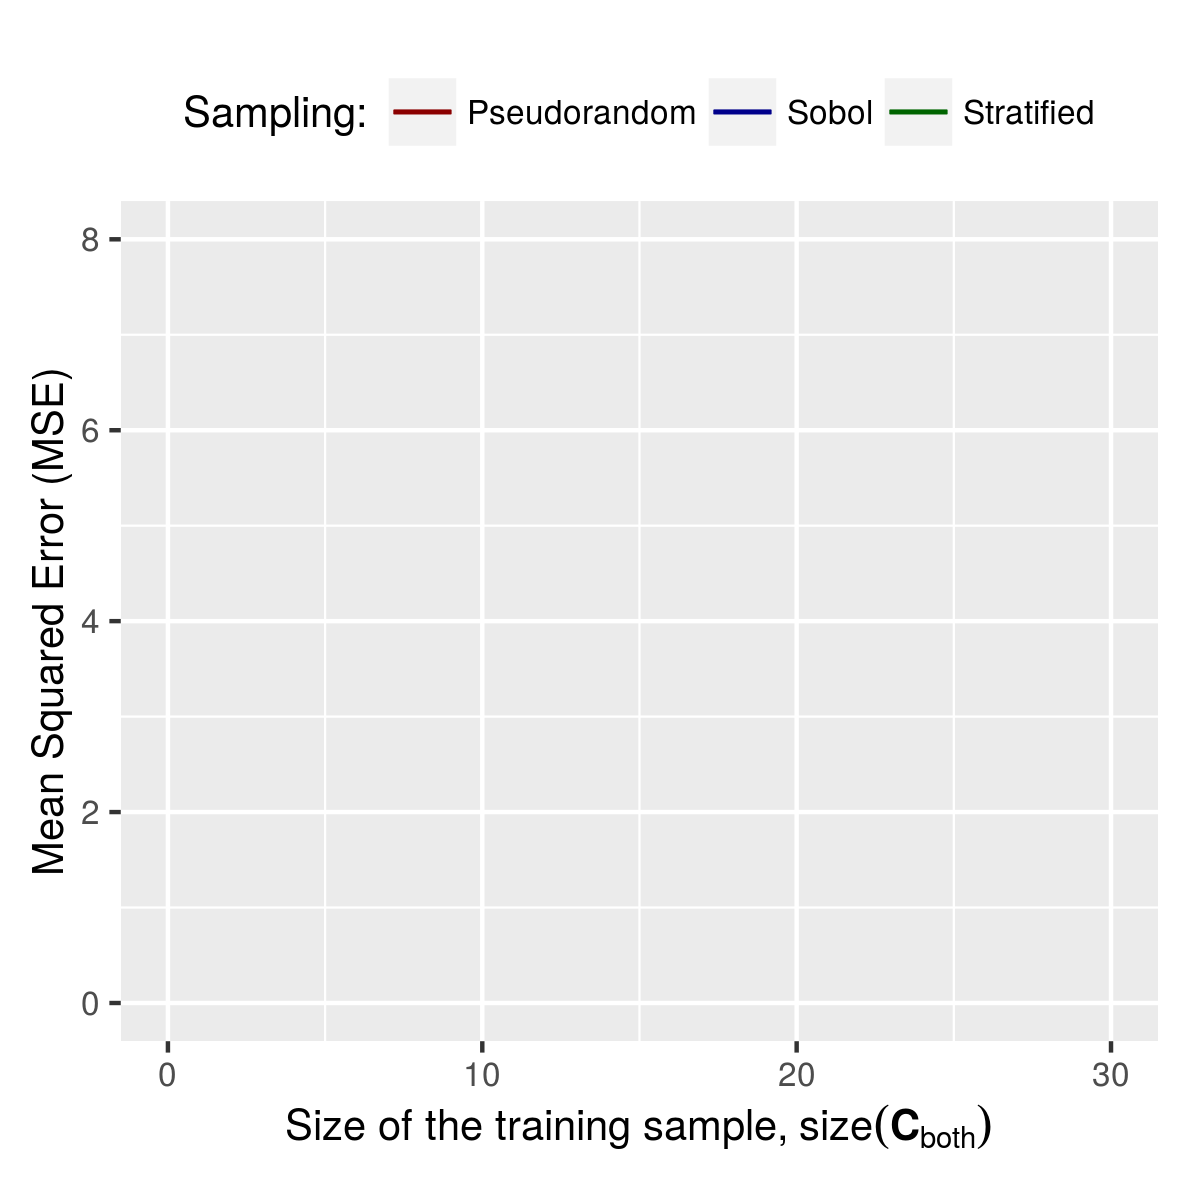 Sampling: Pseudorandom Sobol Stratified
Mean Squared Error (MSE)
8
6
4
2
0
0 10 20 30
Size of the training sample, size(C_both)